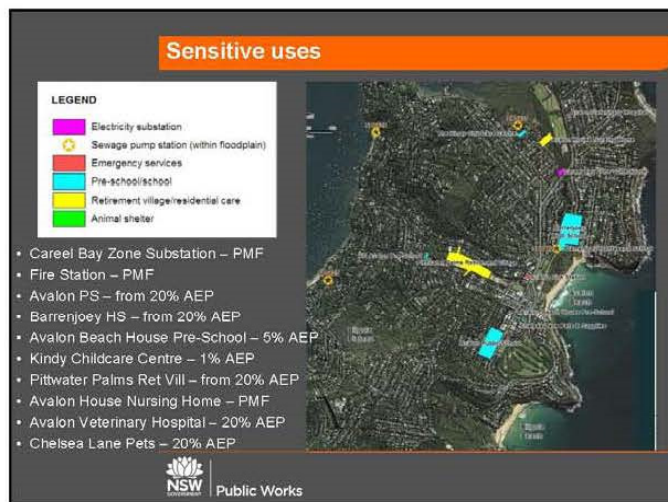 Sensitive uses
LEGEND
Electricity substation
Sewage pump station (within floodplain)
Emergency services
Pre-school/school
Retirement village/residential care
Animal shelter
• Careel Bay Zone Substation – PMF
• Fire Station – PMF
• Avalon PS – from 20% AEP
• Barrenjoey HS – from 20% AEP
• Avalon Beach House Pre-School – 5% AEP
• Kindy Childcare Centre – 1% AEP
• Pittwater Palms Ret Vill – from 20% AEP
• Avalon House Nursing Home – PMF
• Avalon Veterinary Hospital – 20% AEP
• Chelsea Lane Pets – 20% AEP
NSW
GOVERNMENT
Public Works